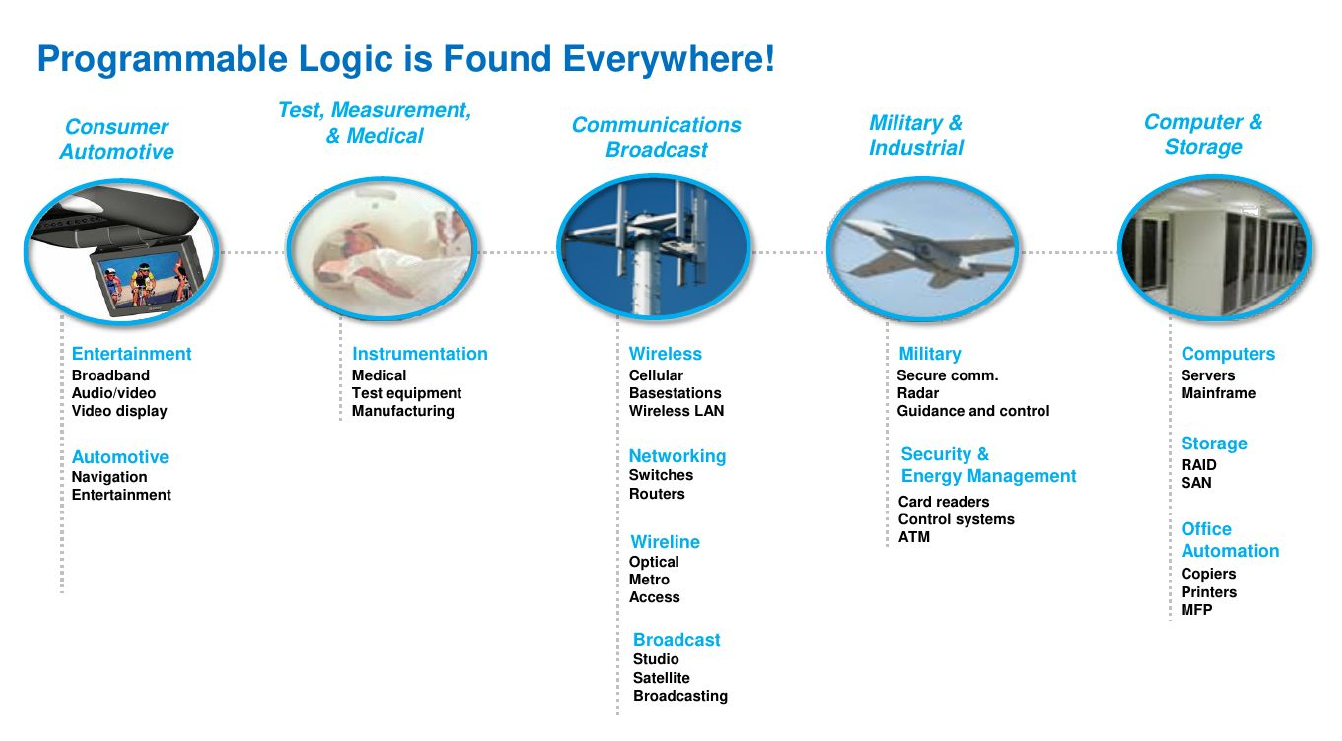 Programmable Logic is Found Everywhere!
Consumer
Automotive
Test, Measurement,
& Medical
Communications
Broadcast
Military &
Industrial
Computer &
Storage
Entertainment
Broadband
Audio/video
Video display
Automotive
Navigation
Entertainment
Instrumentation
Medical
Test equipment
Manufacturing
Wireless
Cellular
Basestations
Wireless LAN
Networking
Switches
Routers
Wireline
Optical
Metro
Access
Broadcast
Studio
Satellite
Broadcasting
Military
Secure comm.
Radar
Guidance and control
Security &
Energy Management
Card readers
Control systems
ATM
Computers
Servers
Mainframe
Storage
RAID
SAN
Office
Automation
Copiers
Printers
MFP